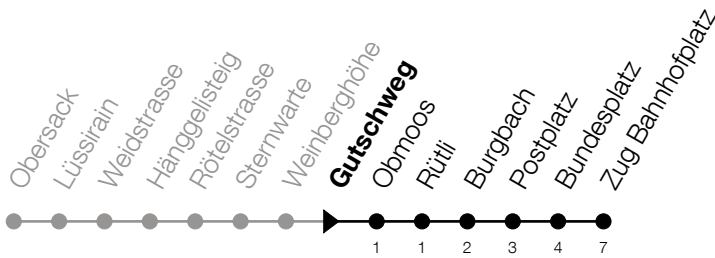 Obersack
Lüssirain
Weidstrasse
Hänggelisteig
Rötelstrasse
Sternwarte
Weinberghöhe
Gutschweg
Obmoos
Rütli
Burgbach
Postplatz
Bundesplatz
Zug Bahnhofplatz
1 1 2 3 4 7